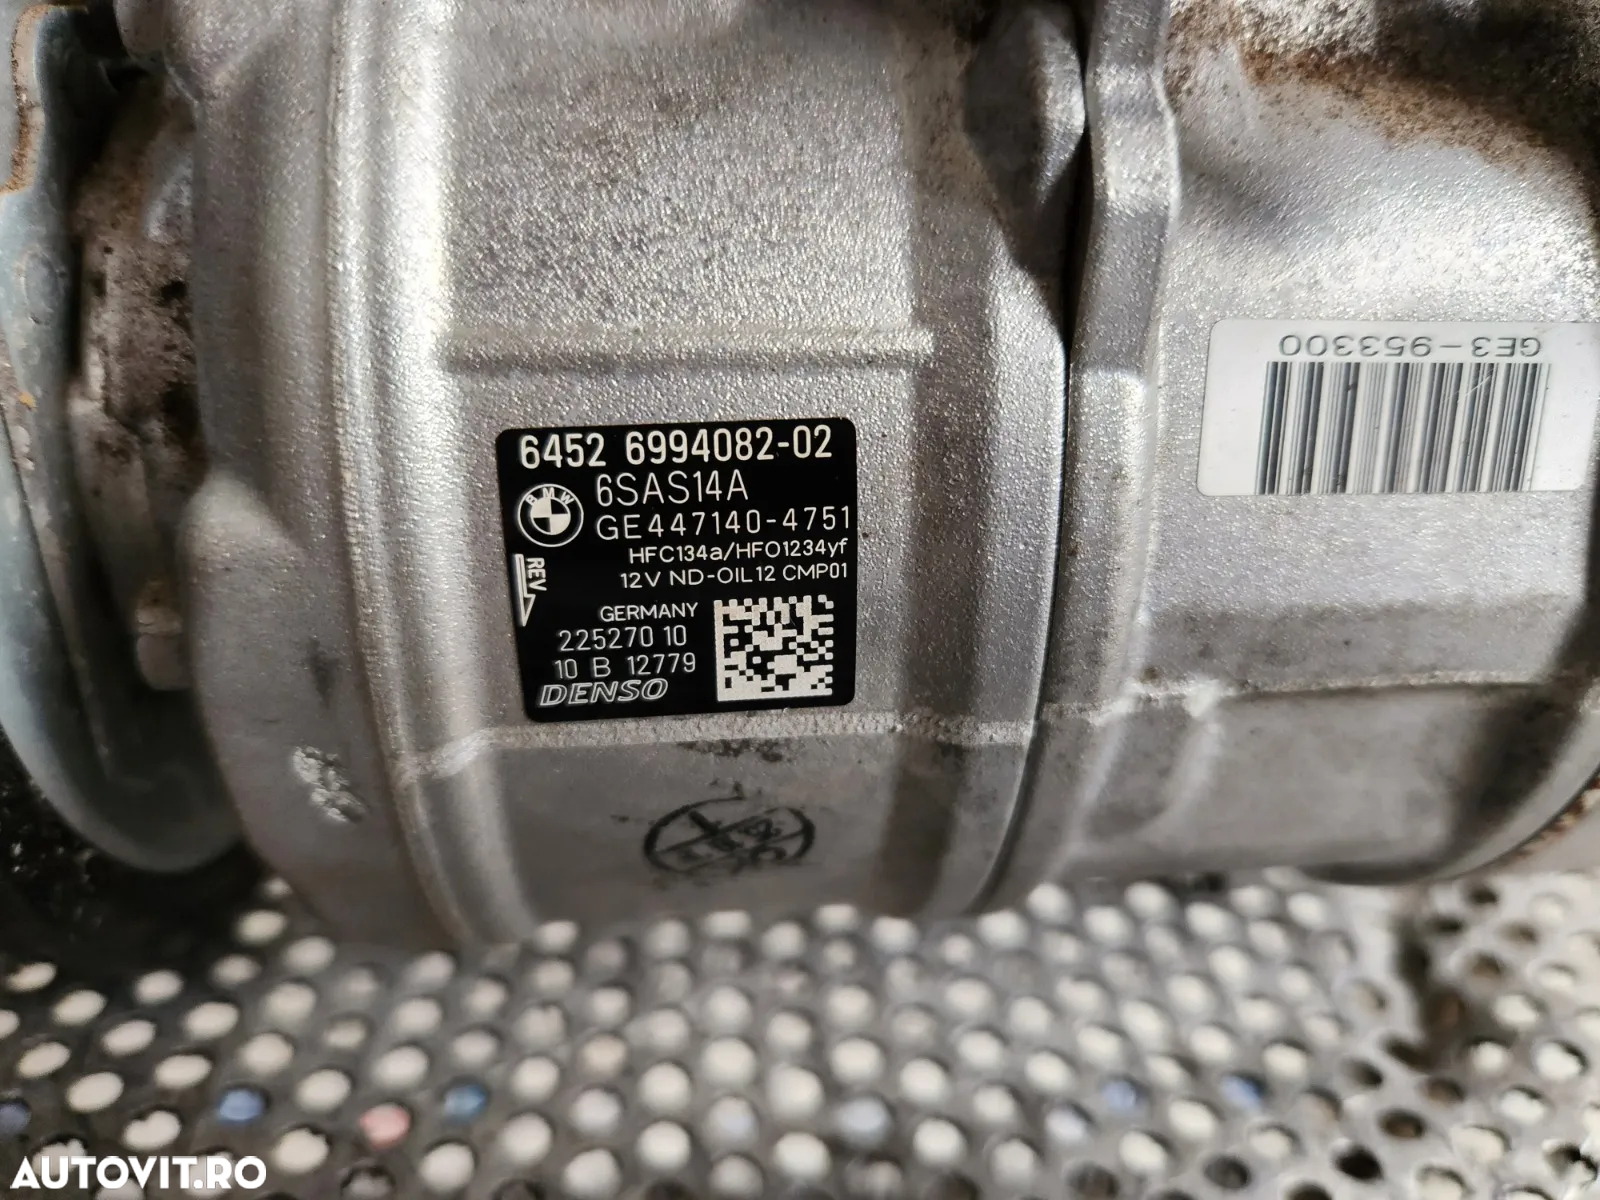 GE3-953300
6452 6994082-02
6SAS14A
BMW
GE447140-4751
HFC134a/HFO1234yf
12V ND-OIL12 CMP01
REV
GERMANY
225270 10
10 B 12779
DENSO
AUTOVIT.RO